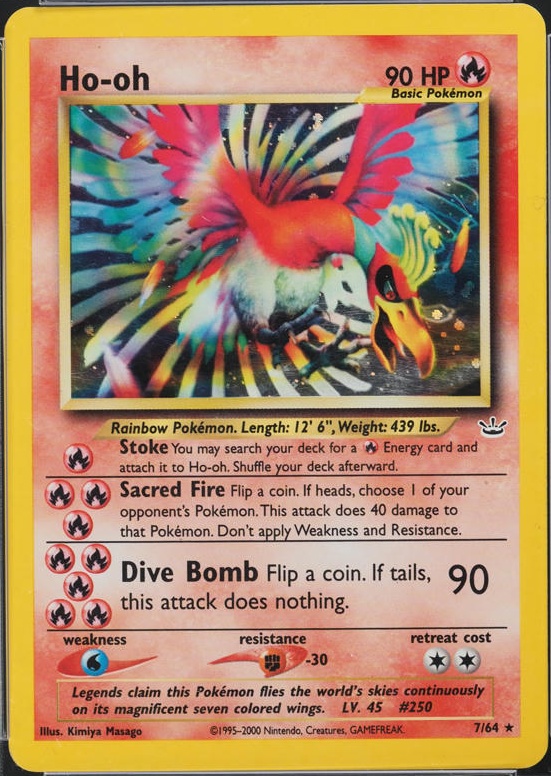 Ho-oh
90 HP
Basic Pokémon
Rainbow Pokémon. Length: 12' 6", Weight: 439 lbs.
Stoke You may search your deck for a Energy card and
attach it to Ho-oh. Shuffle your deck afterward.
Sacred Fire Flip a coin. If heads, choose 1 of your
opponent's Pokémon. This attack does 40 damage to
that Pokémon. Don't apply Weakness and Resistance.
Dive Bomb Flip a coin. If tails, 90
this attack does nothing.
weakness resistance retreat cost
-30
Legends claim this Pokémon flies the world's skies continuously
on its magnificent seven colored wings. LV. 45 #250
Illus. Kimiya Masago ©1995-2000 Nintendo, Creatures, GAMEFREAK. 7/64 ★